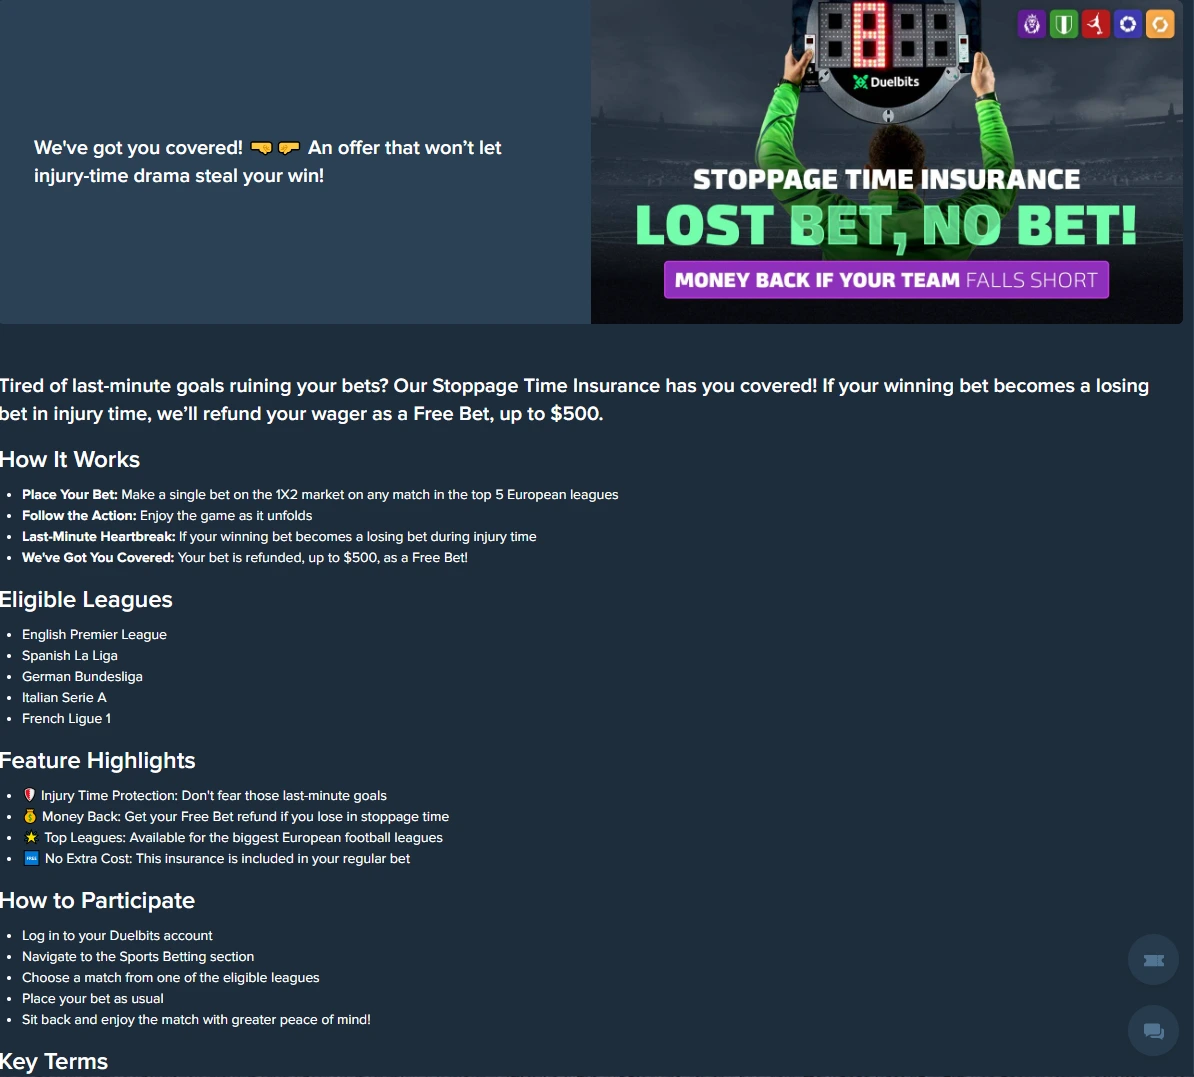 Duelbits
We've got you covered! 🤜🤛 An offer that won’t let
injury-time drama steal your win!
STOPPAGE TIME INSURANCE
LOST BET, NO BET!
MONEY BACK IF YOUR TEAM FALLS SHORT
Tired of last-minute goals ruining your bets? Our Stoppage Time Insurance has you covered! If your winning bet becomes a losing
bet in injury time, we’ll refund your wager as a Free Bet, up to $500.
How It Works
• Place Your Bet: Make a single bet on the 1X2 market on any match in the top 5 European leagues
• Follow the Action: Enjoy the game as it unfolds
• Last-Minute Heartbreak: If your winning bet becomes a losing bet during injury time
• We've Got You Covered: Your bet is refunded, up to $500, as a Free Bet!
Eligible Leagues
• English Premier League
• Spanish La Liga
• German Bundesliga
• Italian Serie A
• French Ligue 1
Feature Highlights
• Injury Time Protection: Don't fear those last-minute goals
• 💰 Money Back: Get your Free Bet refund if you lose in stoppage time
• 🌟 Top Leagues: Available for the biggest European football leagues
• 🆓 No Extra Cost: This insurance is included in your regular bet
How to Participate
• Log in to your Duelbits account
• Navigate to the Sports Betting section
• Choose a match from one of the eligible leagues
• Place your bet as usual
• Sit back and enjoy the match with greater peace of mind!
Key Terms